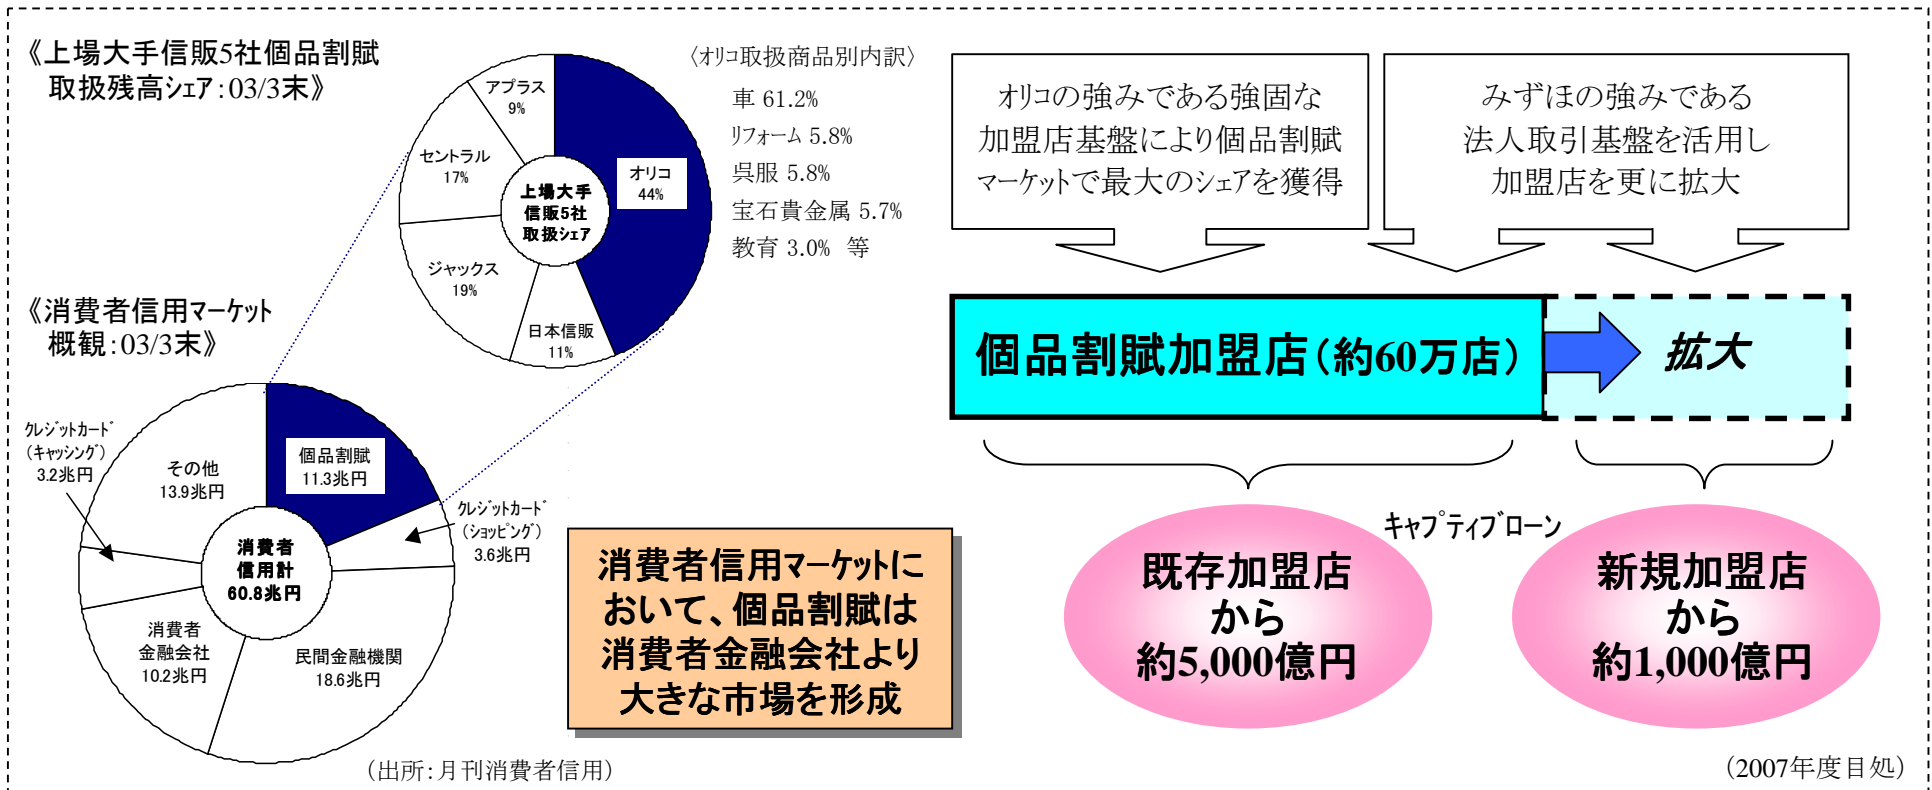 《上場大手信販5社個品割賦
取扱残高シェア:03/3末》
アプラス
9%
セントラル
17%
オリコ
44%
上場大手
信販5社
取扱シェア
ジャックス
19%
日本信販
11%
〈オリコ取扱商品別内訳〉
車 61.2%
リフォーム 5.8%
呉服 5.8%
宝石貴金属 5.7%
教育 3.0% 等
《消費者信用マーケット
概観:03/3末》
クレジットカード
(キャッシング)
3.2兆円
その他
13.9兆円
個品割賦
11.3兆円
クレジットカード
(ショッピング)
3.6兆円
消費者
信用計
60.8兆円
消費者
金融会社
10.2兆円
民間金融機関
18.6兆円
(出所:月刊消費者信用)
消費者信用マーケットに
おいて、個品割賦は
消費者金融会社より
大きな市場を形成
オリコの強みである強固な
加盟店基盤により個品割賦
マーケットで最大のシェアを獲得
みずほの強みである
法人取引基盤を活用し
加盟店を更に拡大
個品割賦加盟店(約60万店)
拡大
キャプティブローン
既存加盟店
から
約5,000億円
新規加盟店
から
約1,000億円
(2007年度目処)